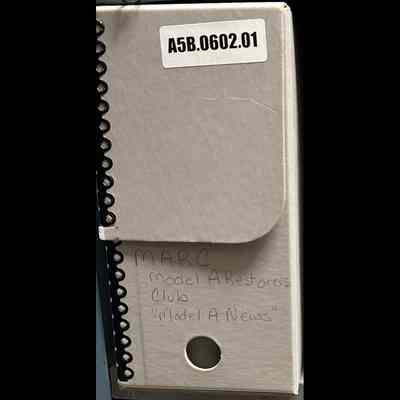 A5B.0602.01
MARC
Model A Restorers
Club
"Model A News"